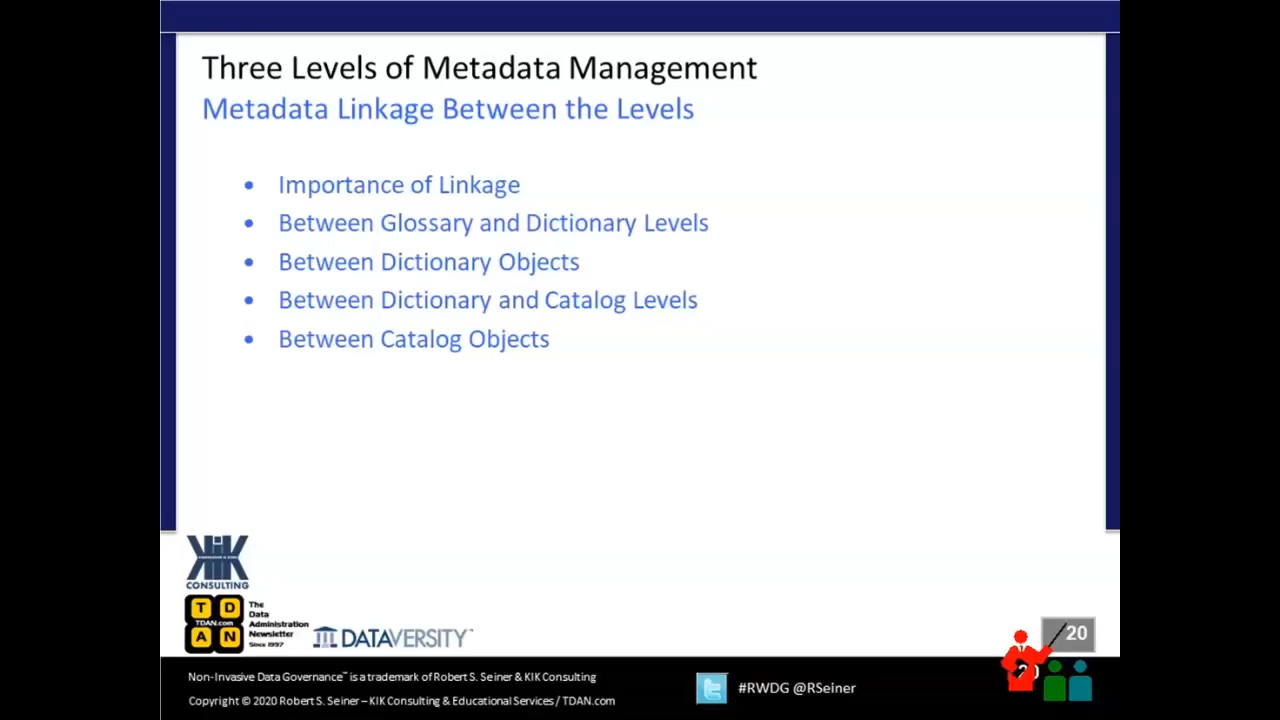 Three Levels of Metadata Management
Metadata Linkage Between the Levels
• Importance of Linkage
• Between Glossary and Dictionary Levels
• Between Dictionary Objects
• Between Dictionary and Catalog Levels
• Between Catalog Objects
KIK
CONSULTING
T D
TDAN.com
A N
The
Data
Administration
Newsletter
Since 1997
DATAVERSITY™
20
20
Non-Invasive Data Governance™ is a trademark of Robert S. Seiner & KIK Consulting
#RWDG @RSeiner
Copyright © 2020 Robert S. Seiner – KIK Consulting & Educational Services / TDAN.com